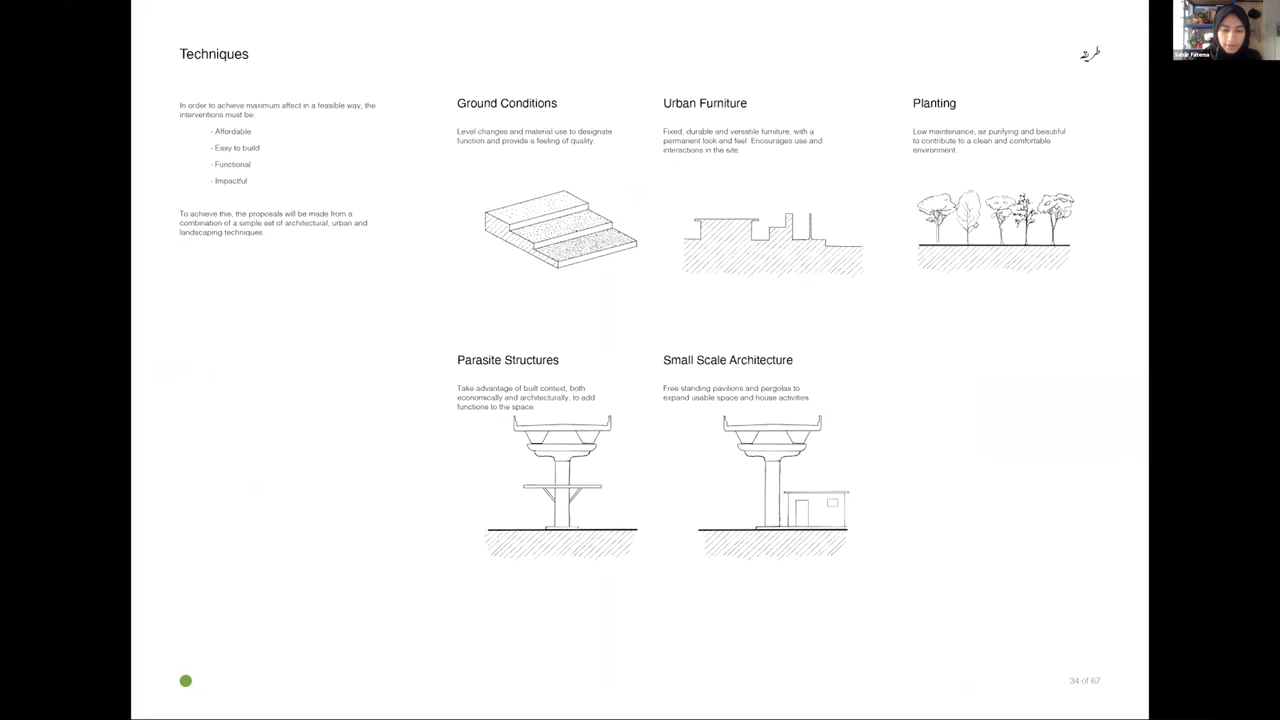 Techniques
طریقہ
In order to achieve maximum affect in a feasible way, the
interventions must be:
- Affordable
- Easy to build
- Functional
- Impactful
To achieve this, the proposals will be made from a
combination of a simple set of architectural, urban and
landscaping techniques.
Ground Conditions
Level changes and material use to designate
function and provide a feeling of quality.
Urban Furniture
Fixed, durable and versatile furniture, with a
permanent look and feel. Encourages use and
interactions in the site.
Planting
Low maintenance, air purifying and beautiful
to contribute to a clean and comfortable
environment.
Parasite Structures
Take advantage of built context, both
economically and architecturally, to add
functions to the space.
Small Scale Architecture
Free standing pavilions and pergolas to
expand usable space and house activities.
34 of 67
Sahar Fatema